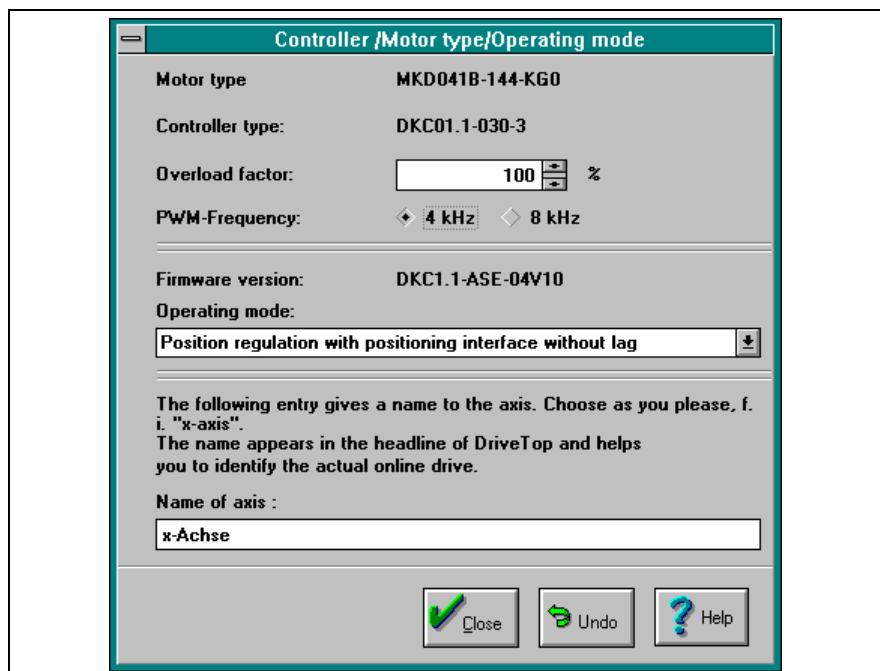 Controller /Motor type/Operating mode
Motor type MKD041B-144-KG0
Controller type: DKC01.1-030-3
Overload factor: 100 %
PWM-Frequency: 4 kHz 8 kHz
Firmware version: DKC1.1-ASE-04V10
Operating mode:
Position regulation with positioning interface without lag
The following entry gives a name to the axis. Choose as you please, f.
i. "x-axis".
The name appears in the headline of DriveTop and helps
you to identify the actual online drive.
Name of axis :
x-Achse
Close Undo Help